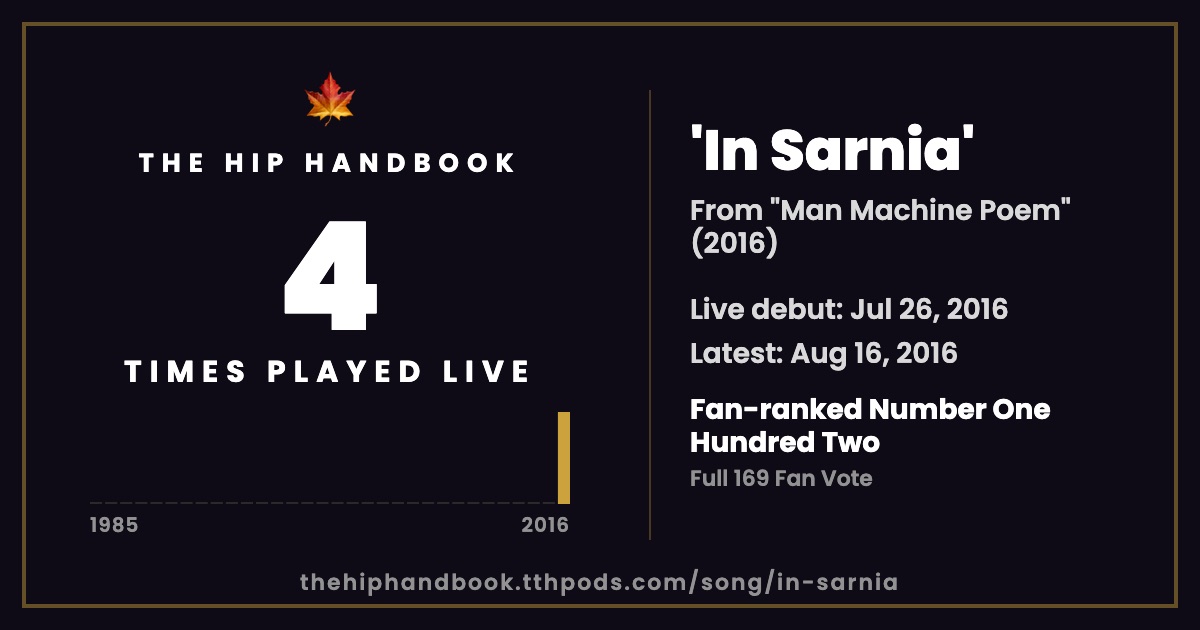 THE HIP HANDBOOK
4
TIMES PLAYED LIVE
1985
2016
'In Sarnia'
From "Man Machine Poem"
(2016)
Live debut: Jul 26, 2016
Latest: Aug 16, 2016
Fan-ranked Number One
Hundred Two
Full 169 Fan Vote
thehiphandbook.tthpods.com/song/in-sarnia